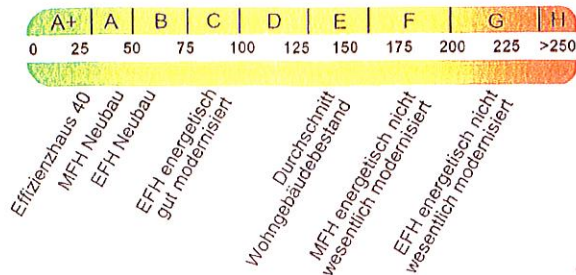 A+ A B C D E F G H
0 25 50 75 100 125 150 175 200 225 >250
Effizienzhaus 40
MFH Neubau
EFH Neubau
EFH energetisch
gut modernisiert
Durchschnitt
Wohngebäudebestand
MFH energetisch nicht
wesentlich modernisiert
EFH energetisch nicht
wesentlich modernisiert